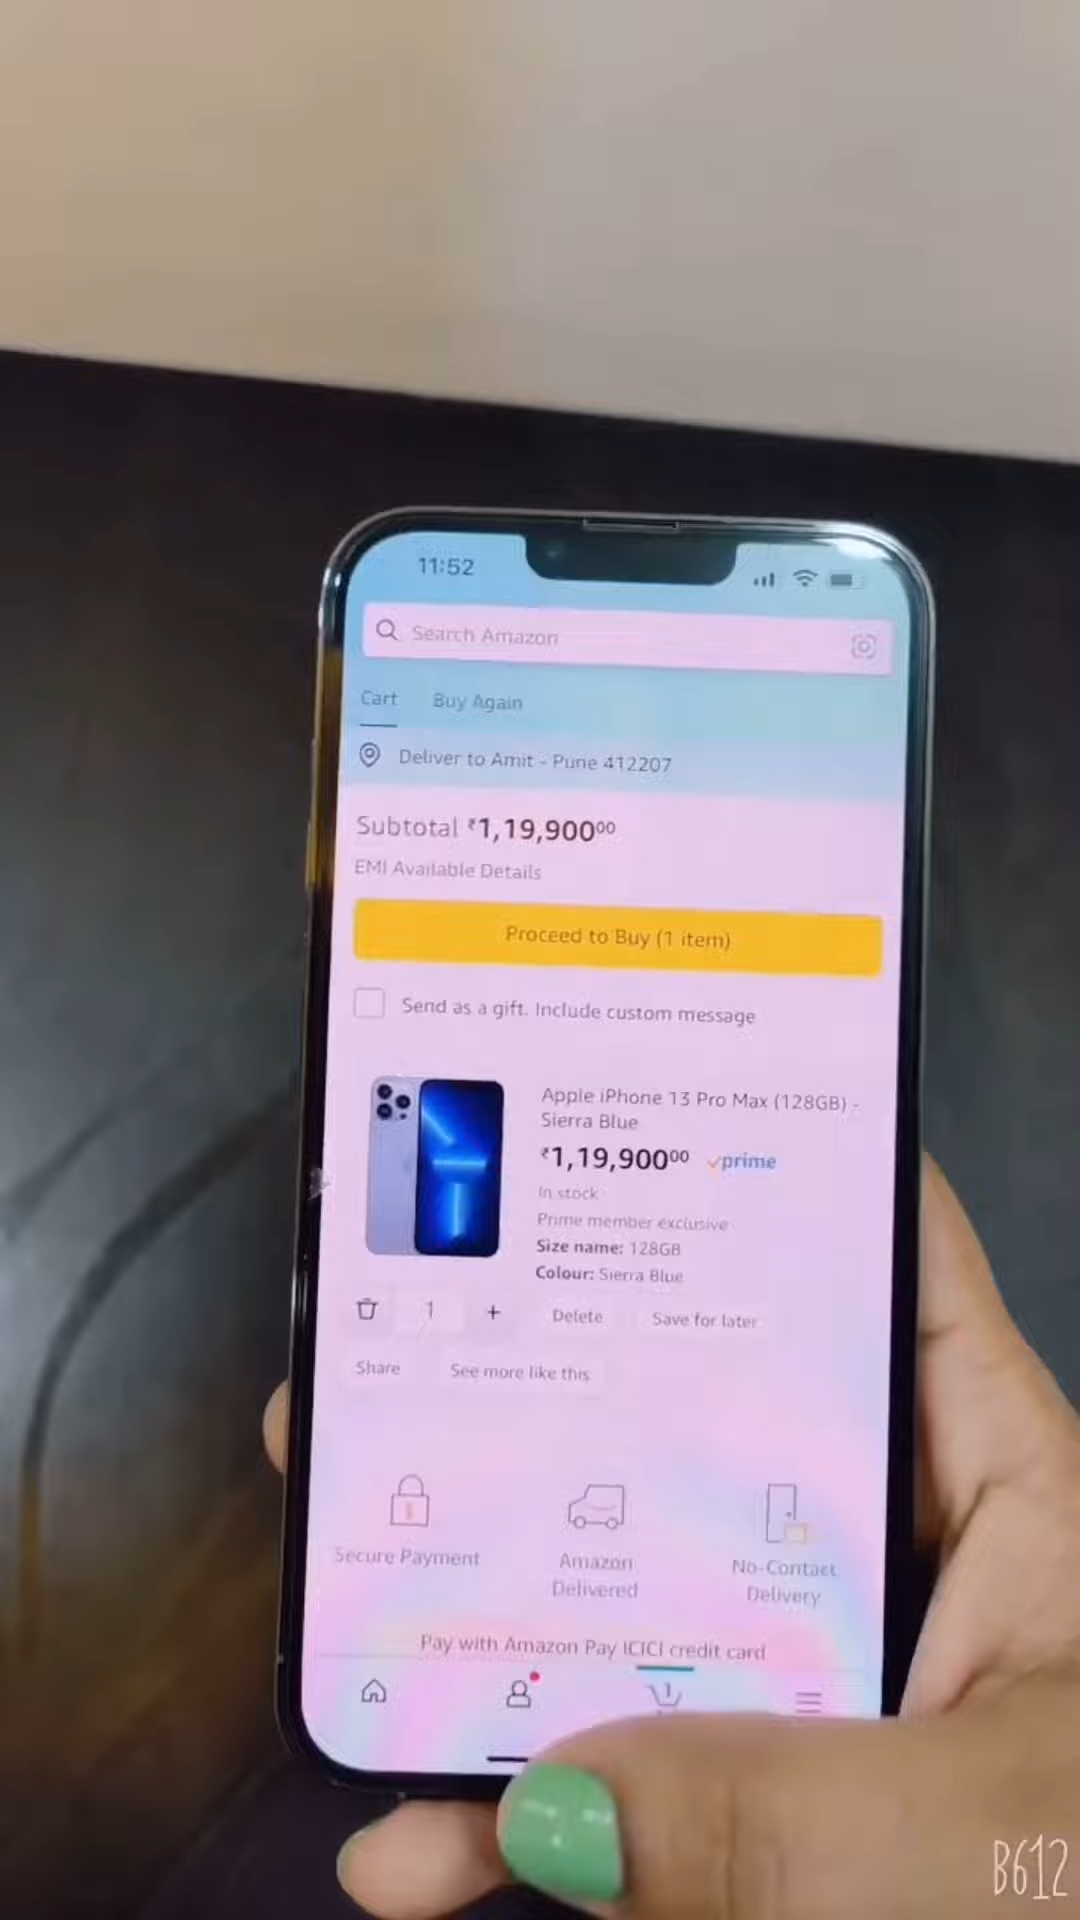 11:52
Search Amazon
Cart Buy Again
Deliver to Amit - Pune 412207
Subtotal ₹1,19,900⁰⁰
EMI Available Details
Proceed to Buy (1 item)
Send as a gift. Include custom message
Apple iPhone 13 Pro Max (128GB) -
Sierra Blue
₹1,19,900⁰⁰ prime
In stock
Prime member exclusive
Size name: 128GB
Colour: Sierra Blue
1 + Delete Save for later
Share See more like this
Secure Payment
Amazon
Delivered
No-Contact
Delivery
Pay with Amazon Pay ICICI credit card
1
B612